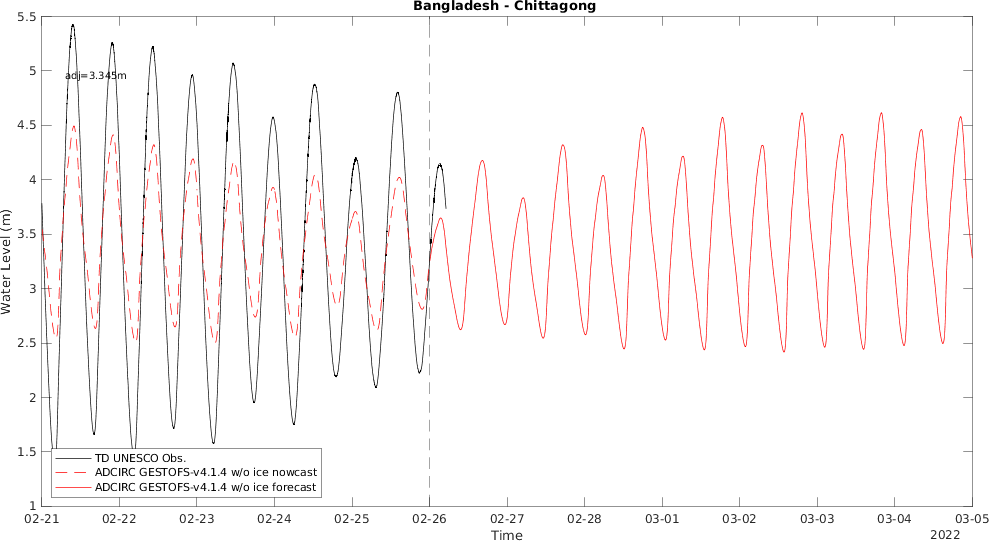 Bangladesh - Chittagong
5.5
5
4.5
4
3.5
3
2.5
2
1.5
1
Water Level (m)
adj=3.345m
TD UNESCO Obs.
ADCIRC GESTOFS-v4.1.4 w/o ice nowcast
ADCIRC GESTOFS-v4.1.4 w/o ice forecast
02-21 02-22 02-23 02-24 02-25 02-26 02-27 02-28 03-01 03-02 03-03 03-04 03-05
Time
2022